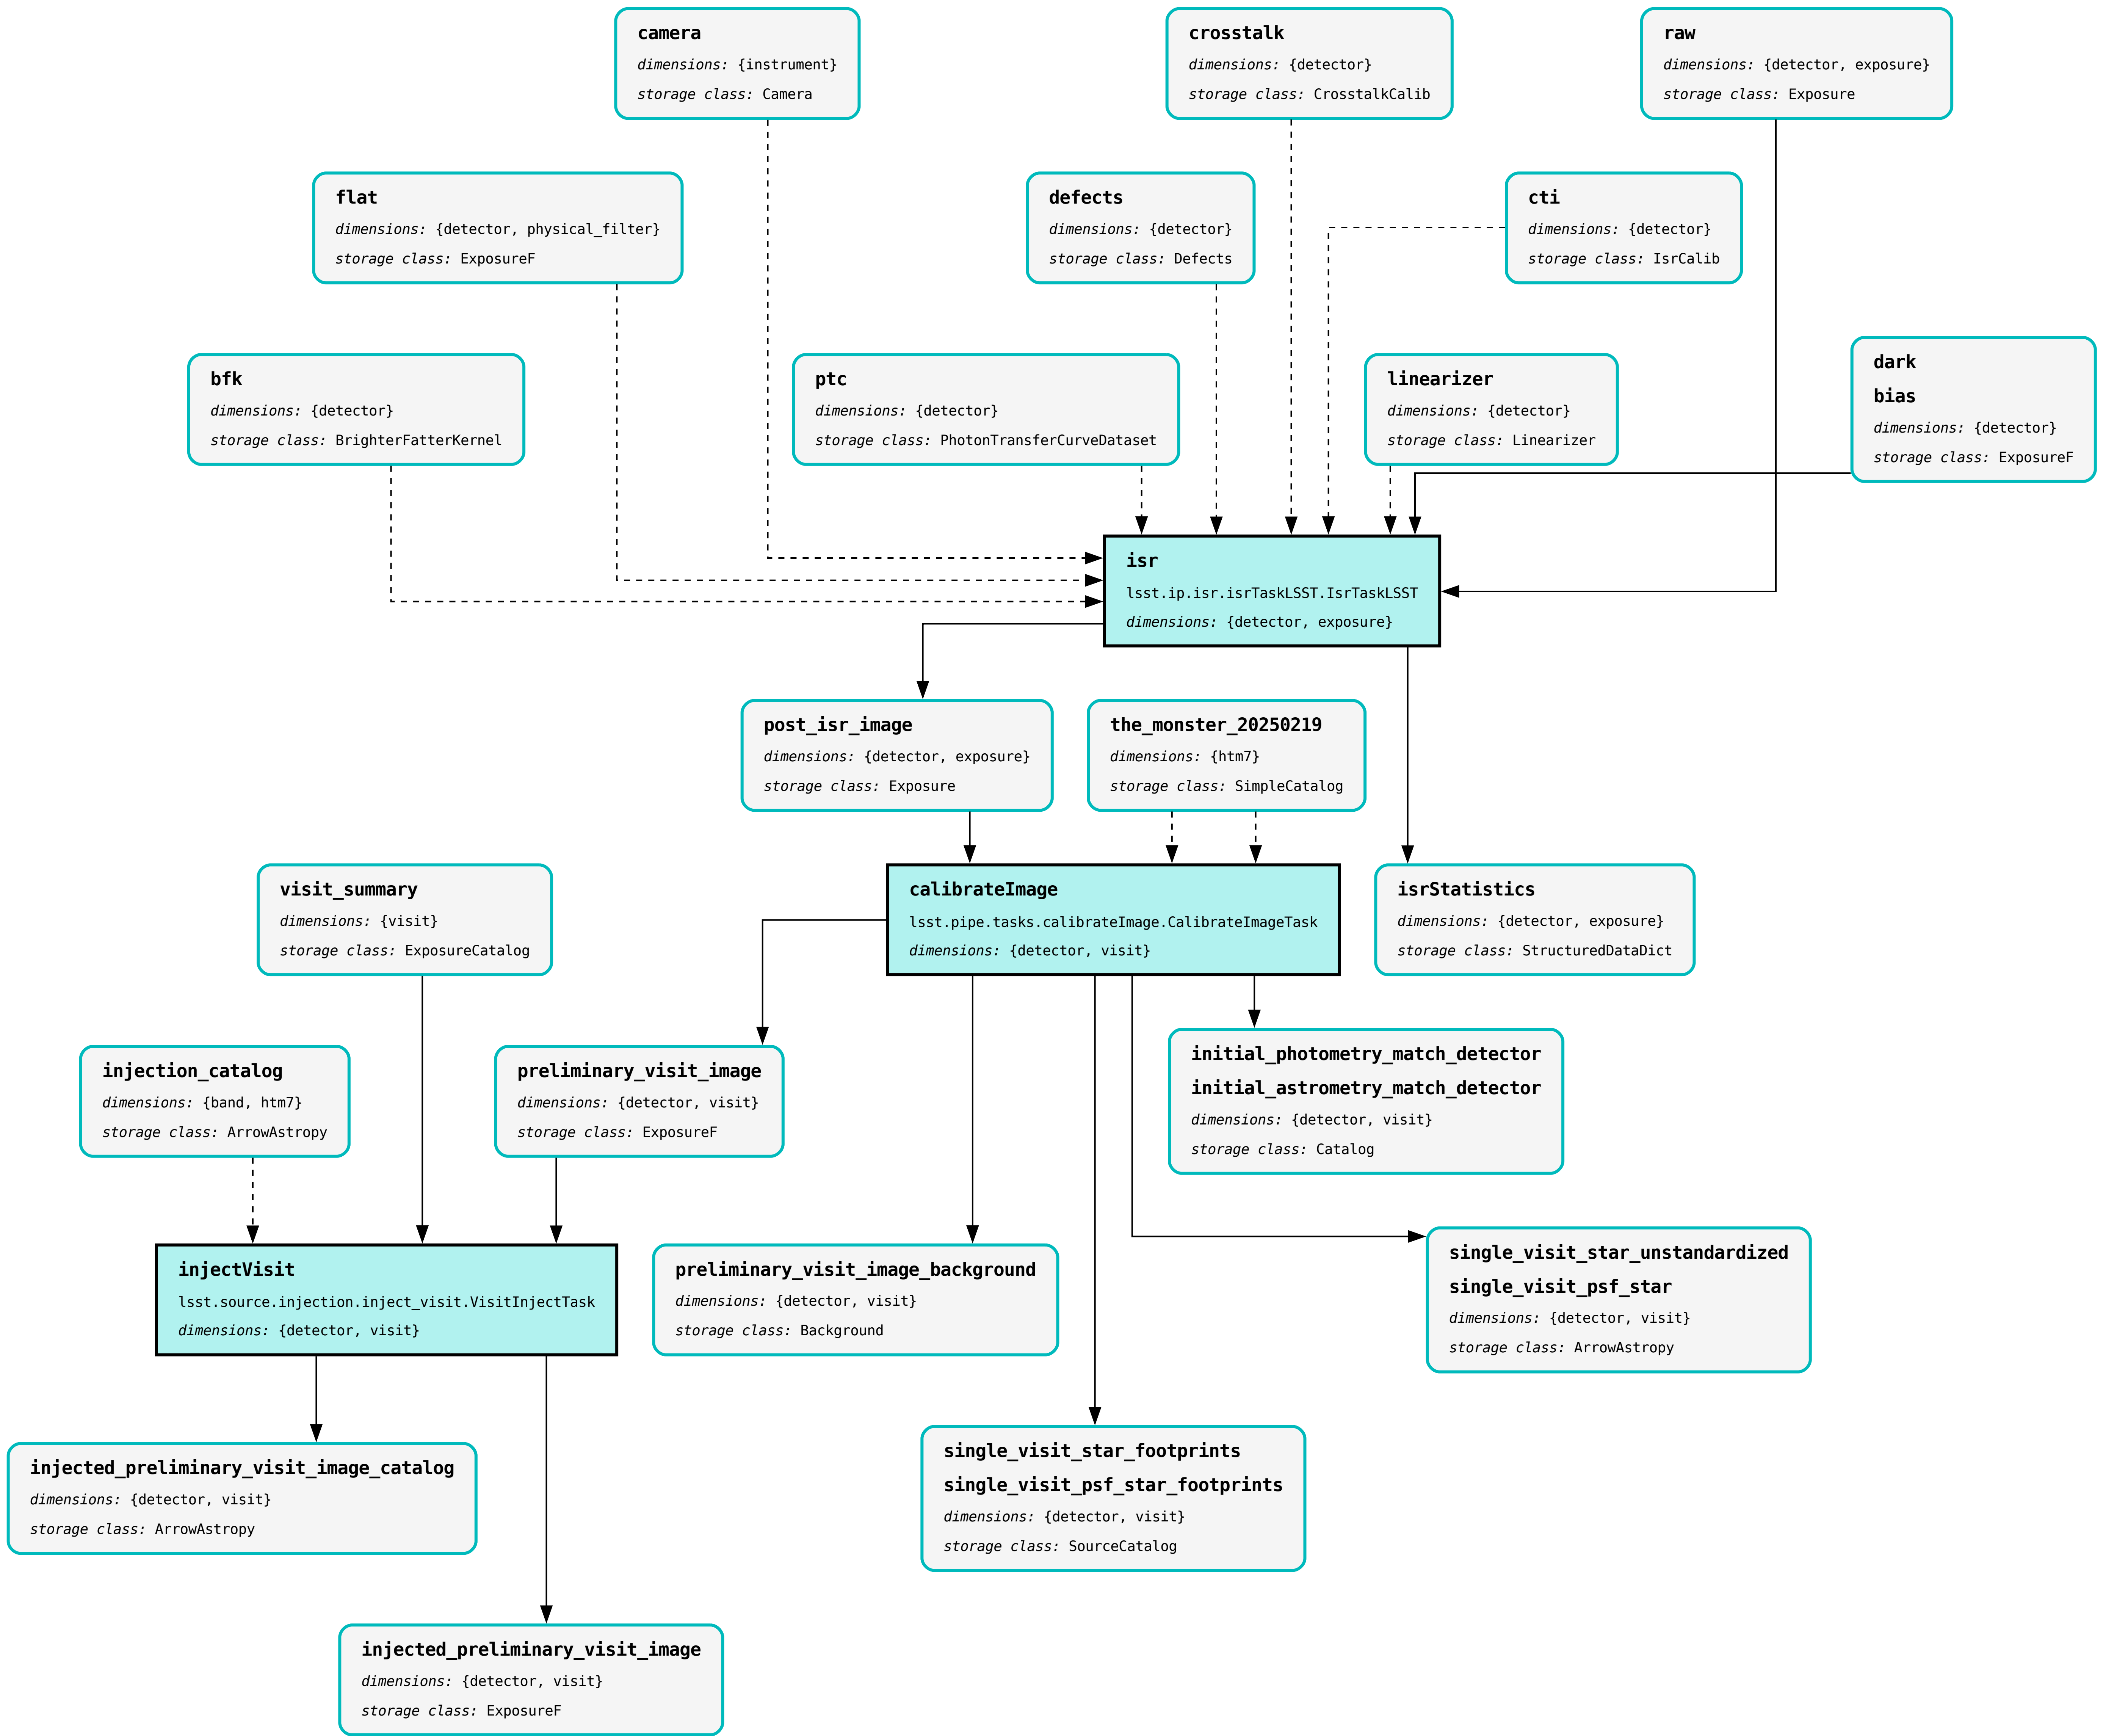 camera
dimensions: {instrument}
storage class: Camera
crosstalk
dimensions: {detector}
storage class: CrosstalkCalib
raw
dimensions: {detector, exposure}
storage class: Exposure
flat
dimensions: {detector, physical_filter}
storage class: ExposureF
defects
dimensions: {detector}
storage class: Defects
cti
dimensions: {detector}
storage class: IsrCalib
bfk
dimensions: {detector}
storage class: BrighterFatterKernel
ptc
dimensions: {detector}
storage class: PhotonTransferCurveDataset
linearizer
dimensions: {detector}
storage class: Linearizer
dark
bias
dimensions: {detector}
storage class: ExposureF
isr
lsst.ip.isr.isrTaskLSST.IsrTaskLSST
dimensions: {detector, exposure}
post_isr_image
dimensions: {detector, exposure}
storage class: Exposure
the_monster_20250219
dimensions: {htm7}
storage class: SimpleCatalog
visit_summary
dimensions: {visit}
storage class: ExposureCatalog
calibrateImage
lsst.pipe.tasks.calibrateImage.CalibrateImageTask
dimensions: {detector, visit}
isrStatistics
dimensions: {detector, exposure}
storage class: StructuredDataDict
injection_catalog
dimensions: {band, htm7}
storage class: ArrowAstropy
preliminary_visit_image
dimensions: {detector, visit}
storage class: ExposureF
initial_photometry_match_detector
initial_astrometry_match_detector
dimensions: {detector, visit}
storage class: Catalog
injectVisit
lsst.source.injection.inject_visit.VisitInjectTask
dimensions: {detector, visit}
preliminary_visit_image_background
dimensions: {detector, visit}
storage class: Background
single_visit_star_unstandardized
single_visit_psf_star
dimensions: {detector, visit}
storage class: ArrowAstropy
injected_preliminary_visit_image_catalog
dimensions: {detector, visit}
storage class: ArrowAstropy
single_visit_star_footprints
single_visit_psf_star_footprints
dimensions: {detector, visit}
storage class: SourceCatalog
injected_preliminary_visit_image
dimensions: {detector, visit}
storage class: ExposureF